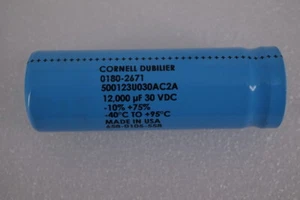 CORNELL DUBILIER
0180-2671
500123U030AC2A
12,000 µF 30 VDC
-10% +75%
-40°C TO +95°C
MADE IN USA